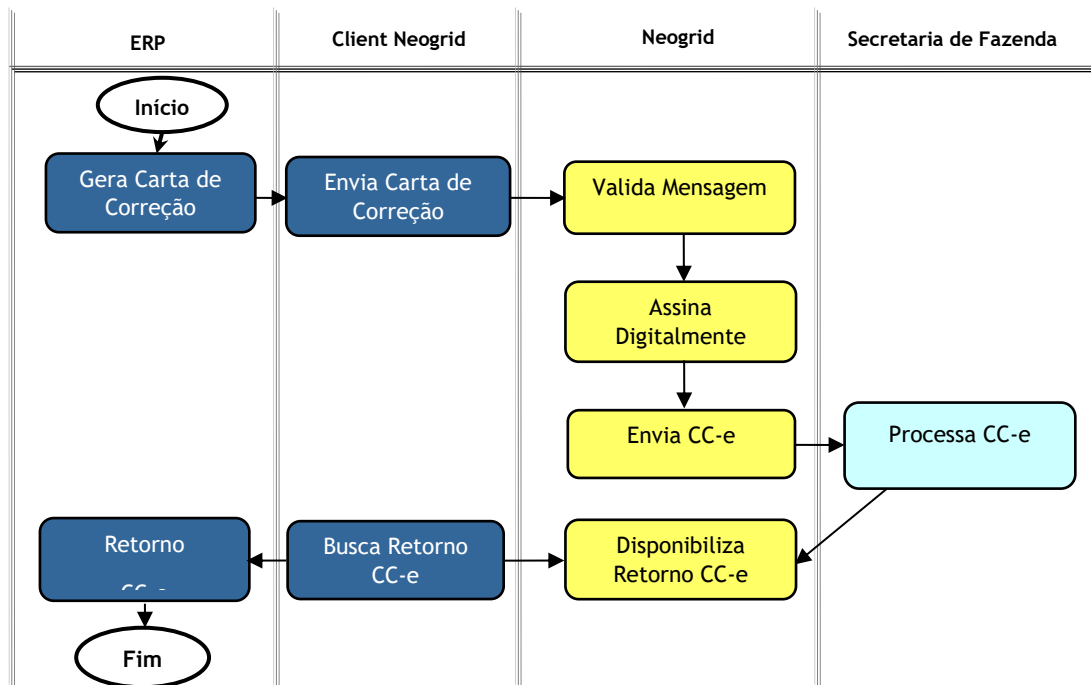 ERP
Client Neogrid
Neogrid
Secretaria de Fazenda
Início
Gera Carta de
Correção
Envia Carta de
Correção
Valida Mensagem
Assina
Digitalmente
Envia CC-e
Processa CC-e
Retorno
CC-e
Busca Retorno
CC-e
Disponibiliza
Retorno CC-e
Fim